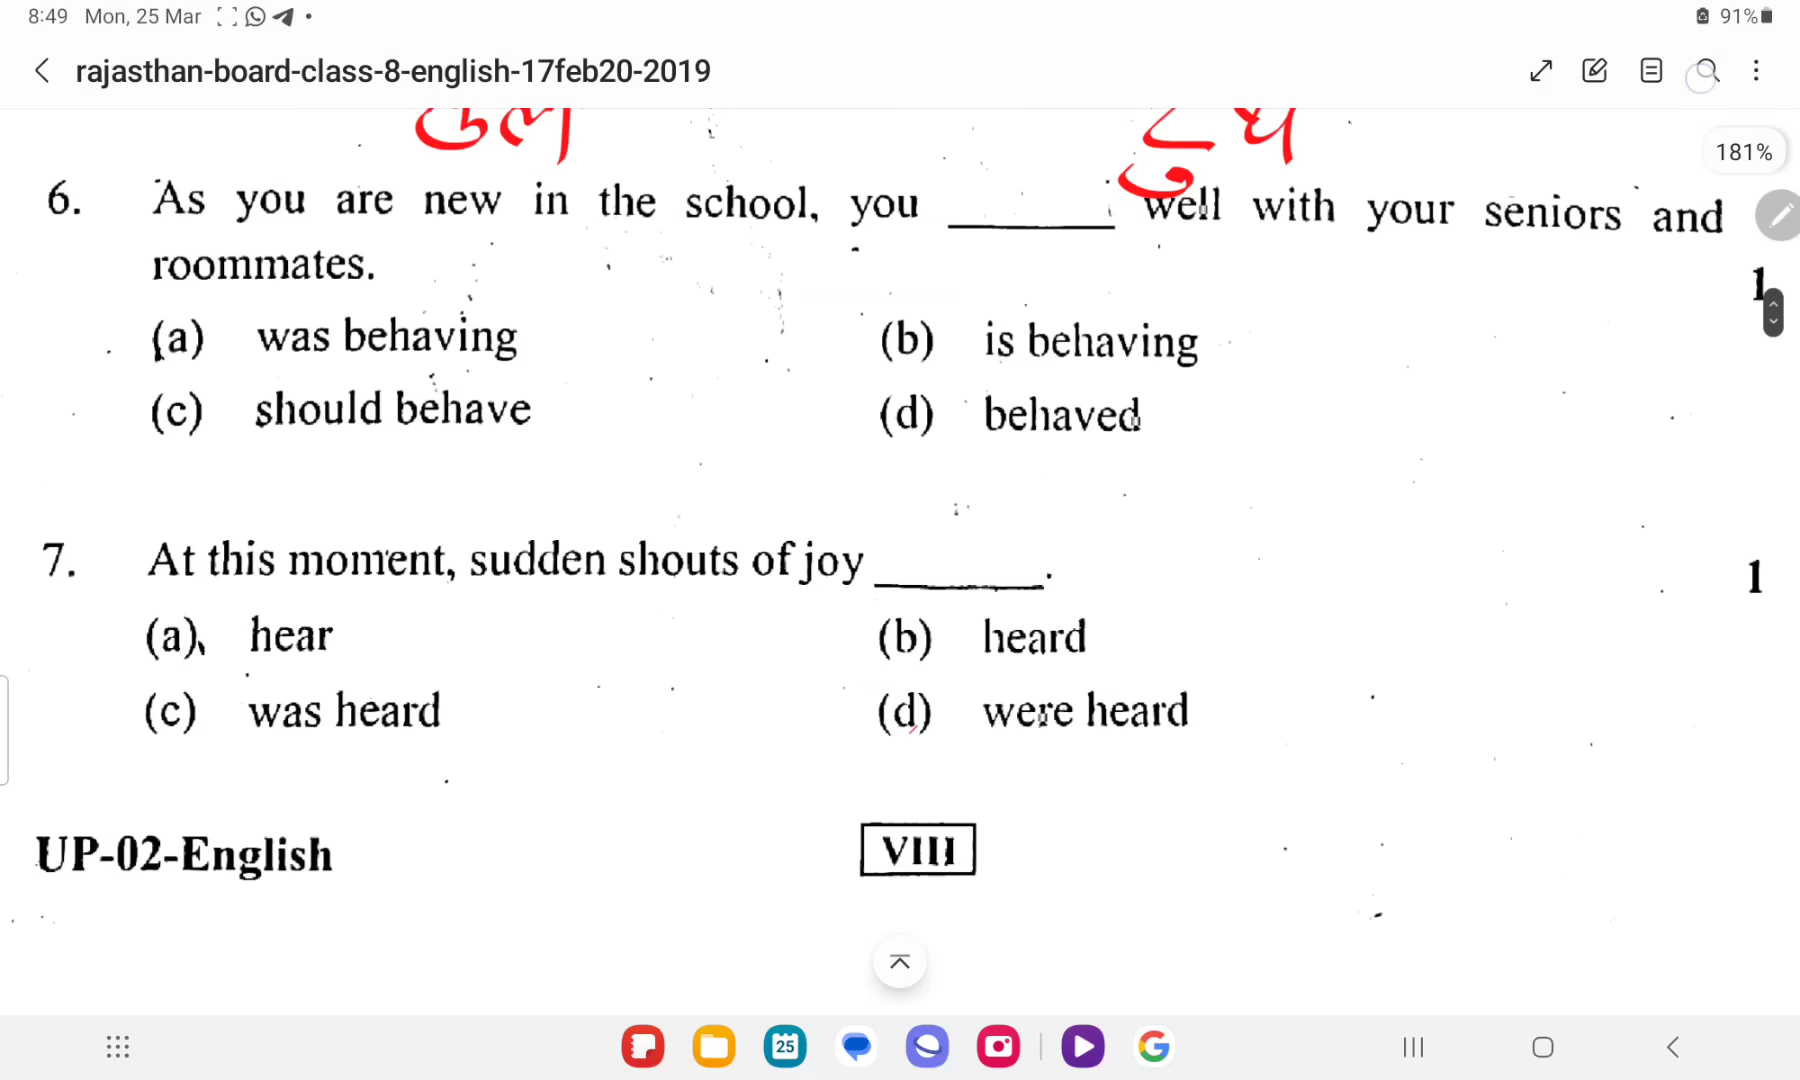 8:49 Mon, 25 Mar 91%
rajasthan-board-class-8-english-17feb20-2019
181%
6. As you are new in the school, you ________ well with your seniors and
roommates. 1
(a) was behaving (b) is behaving
(c) should behave (d) behaved
7. At this moment, sudden shouts of joy ________. 1
(a) hear (b) heard
(c) was heard (d) were heard
UP-02-English VIII
25